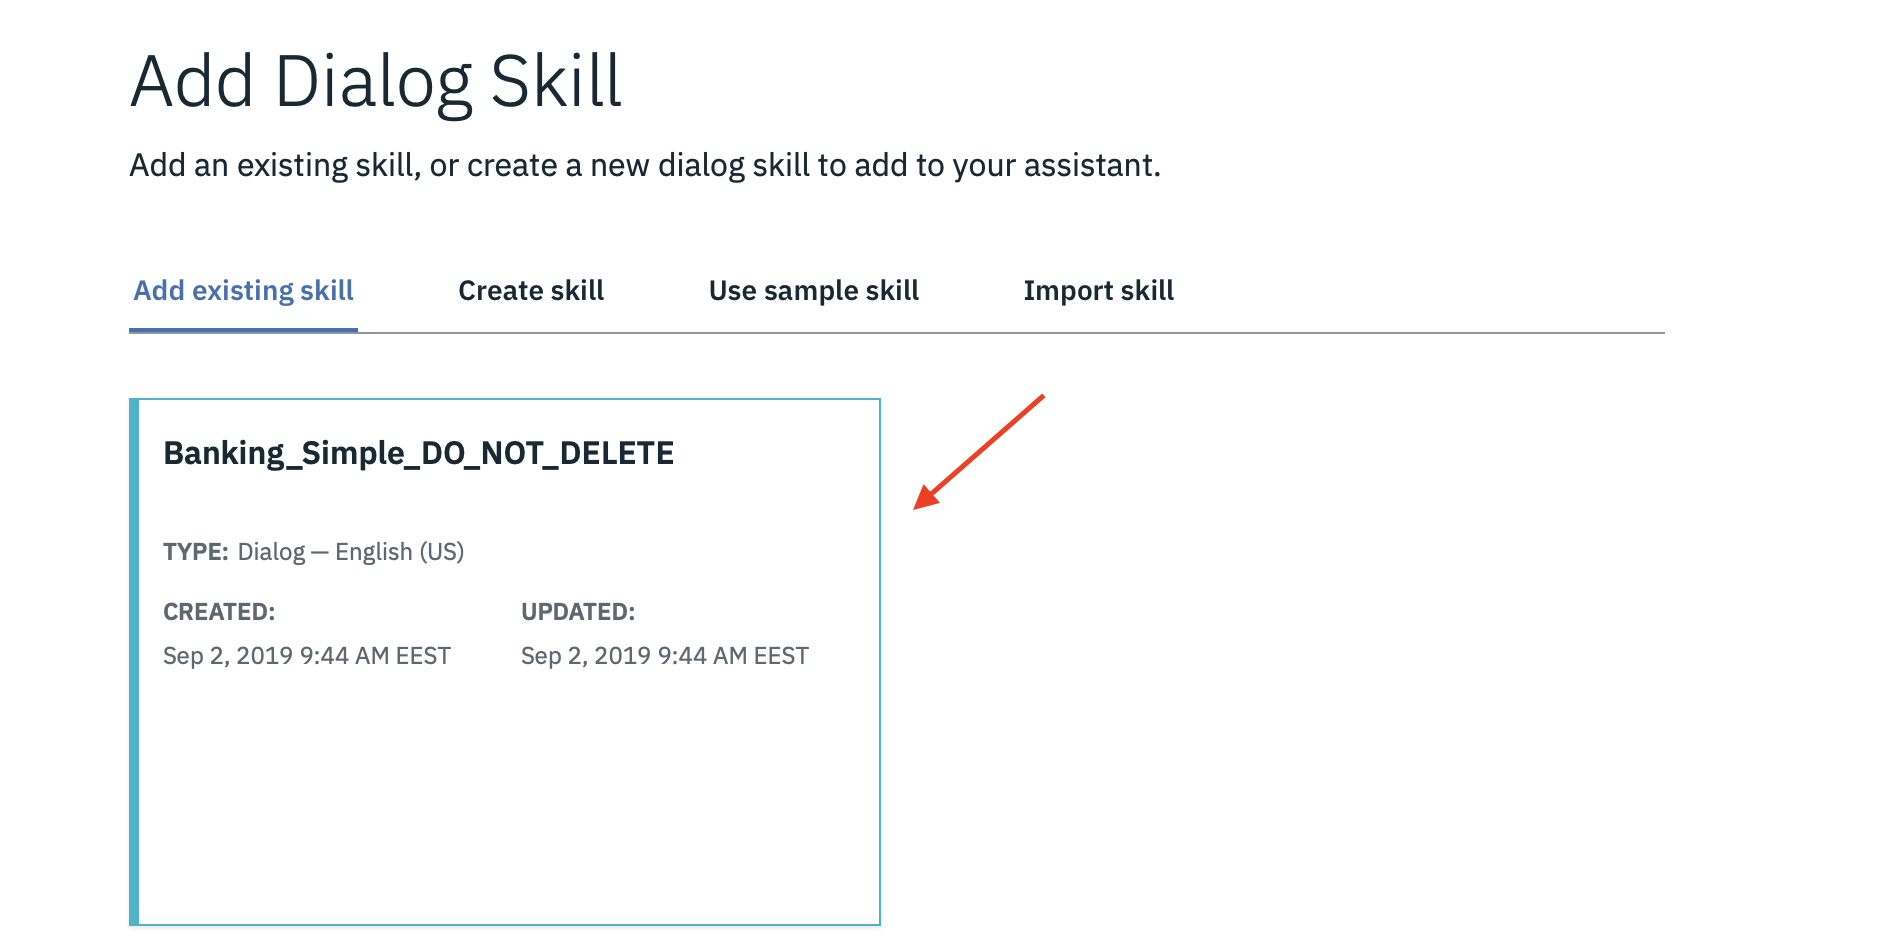 Add Dialog Skill
Add an existing skill, or create a new dialog skill to add to your assistant.
Add existing skill Create skill Use sample skill Import skill
Banking_Simple_DO_NOT_DELETE
TYPE: Dialog — English (US)
CREATED: UPDATED:
Sep 2, 2019 9:44 AM EEST Sep 2, 2019 9:44 AM EEST